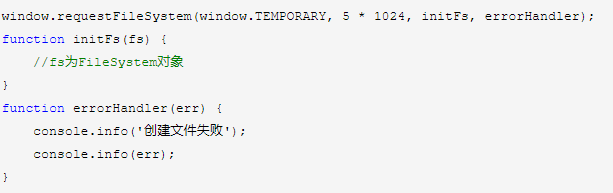 window.requestFileSystem(window.TEMPORARY, 5 * 1024, initFs, errorHandler);
function initFs(fs) {
    //fs为FileSystem对象
}
function errorHandler(err) {
    console.info('创建文件失败');
    console.info(err);
}